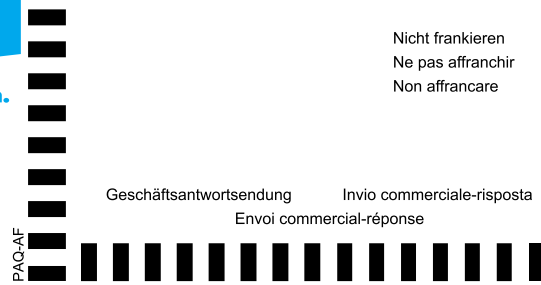 Nicht frankieren
Ne pas affranchir
Non affrancare
Geschäftsantwortsendung Invio commerciale-risposta
Envoi commercial-réponse
PAQ-AF